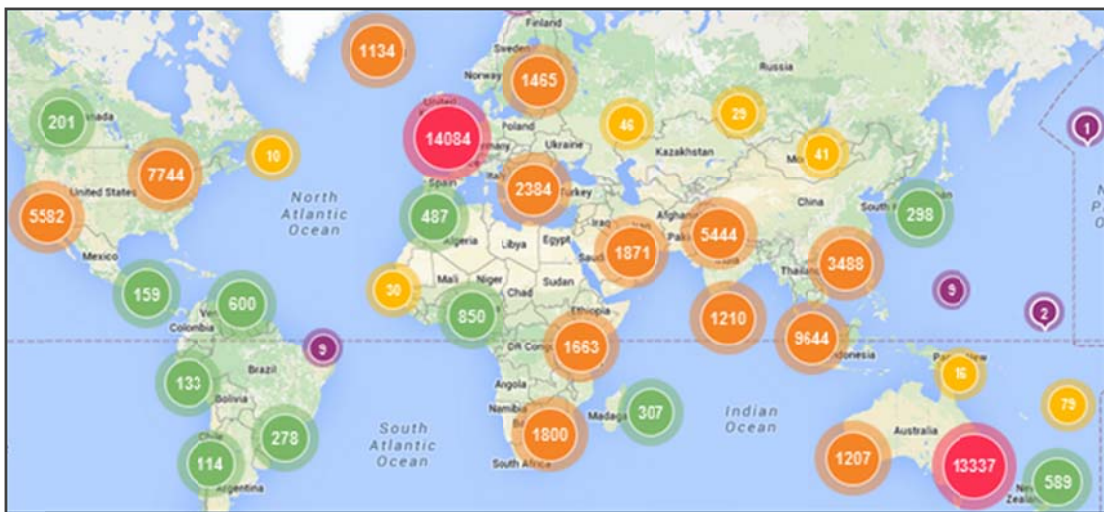 Finland
1134
Sweden
Russia
Norway
1465
201
United
14084
Poland
46
29
1
Ukraine
Kazakhstan
41
10
7744
United States
North
Atlantic
Ocean
Spain
2384
Turkey
China
5582
487
298
Iraq
5444
Mexico
Algeria
Libya
Egypt
1871
3488
Thailand
159
600
30
Mali
Niger
Chad
Sudan
9
2
Colombia
850
Ethiopia
1210
9644
9
DR Congo
1663
133
Brazil
16
Bolivia
Angola
79
Namibia
307
Indian
Ocean
278
South
Atlantic
Ocean
1800
Australia
Chile
114
1207
13337
589
South Africa
Argentina